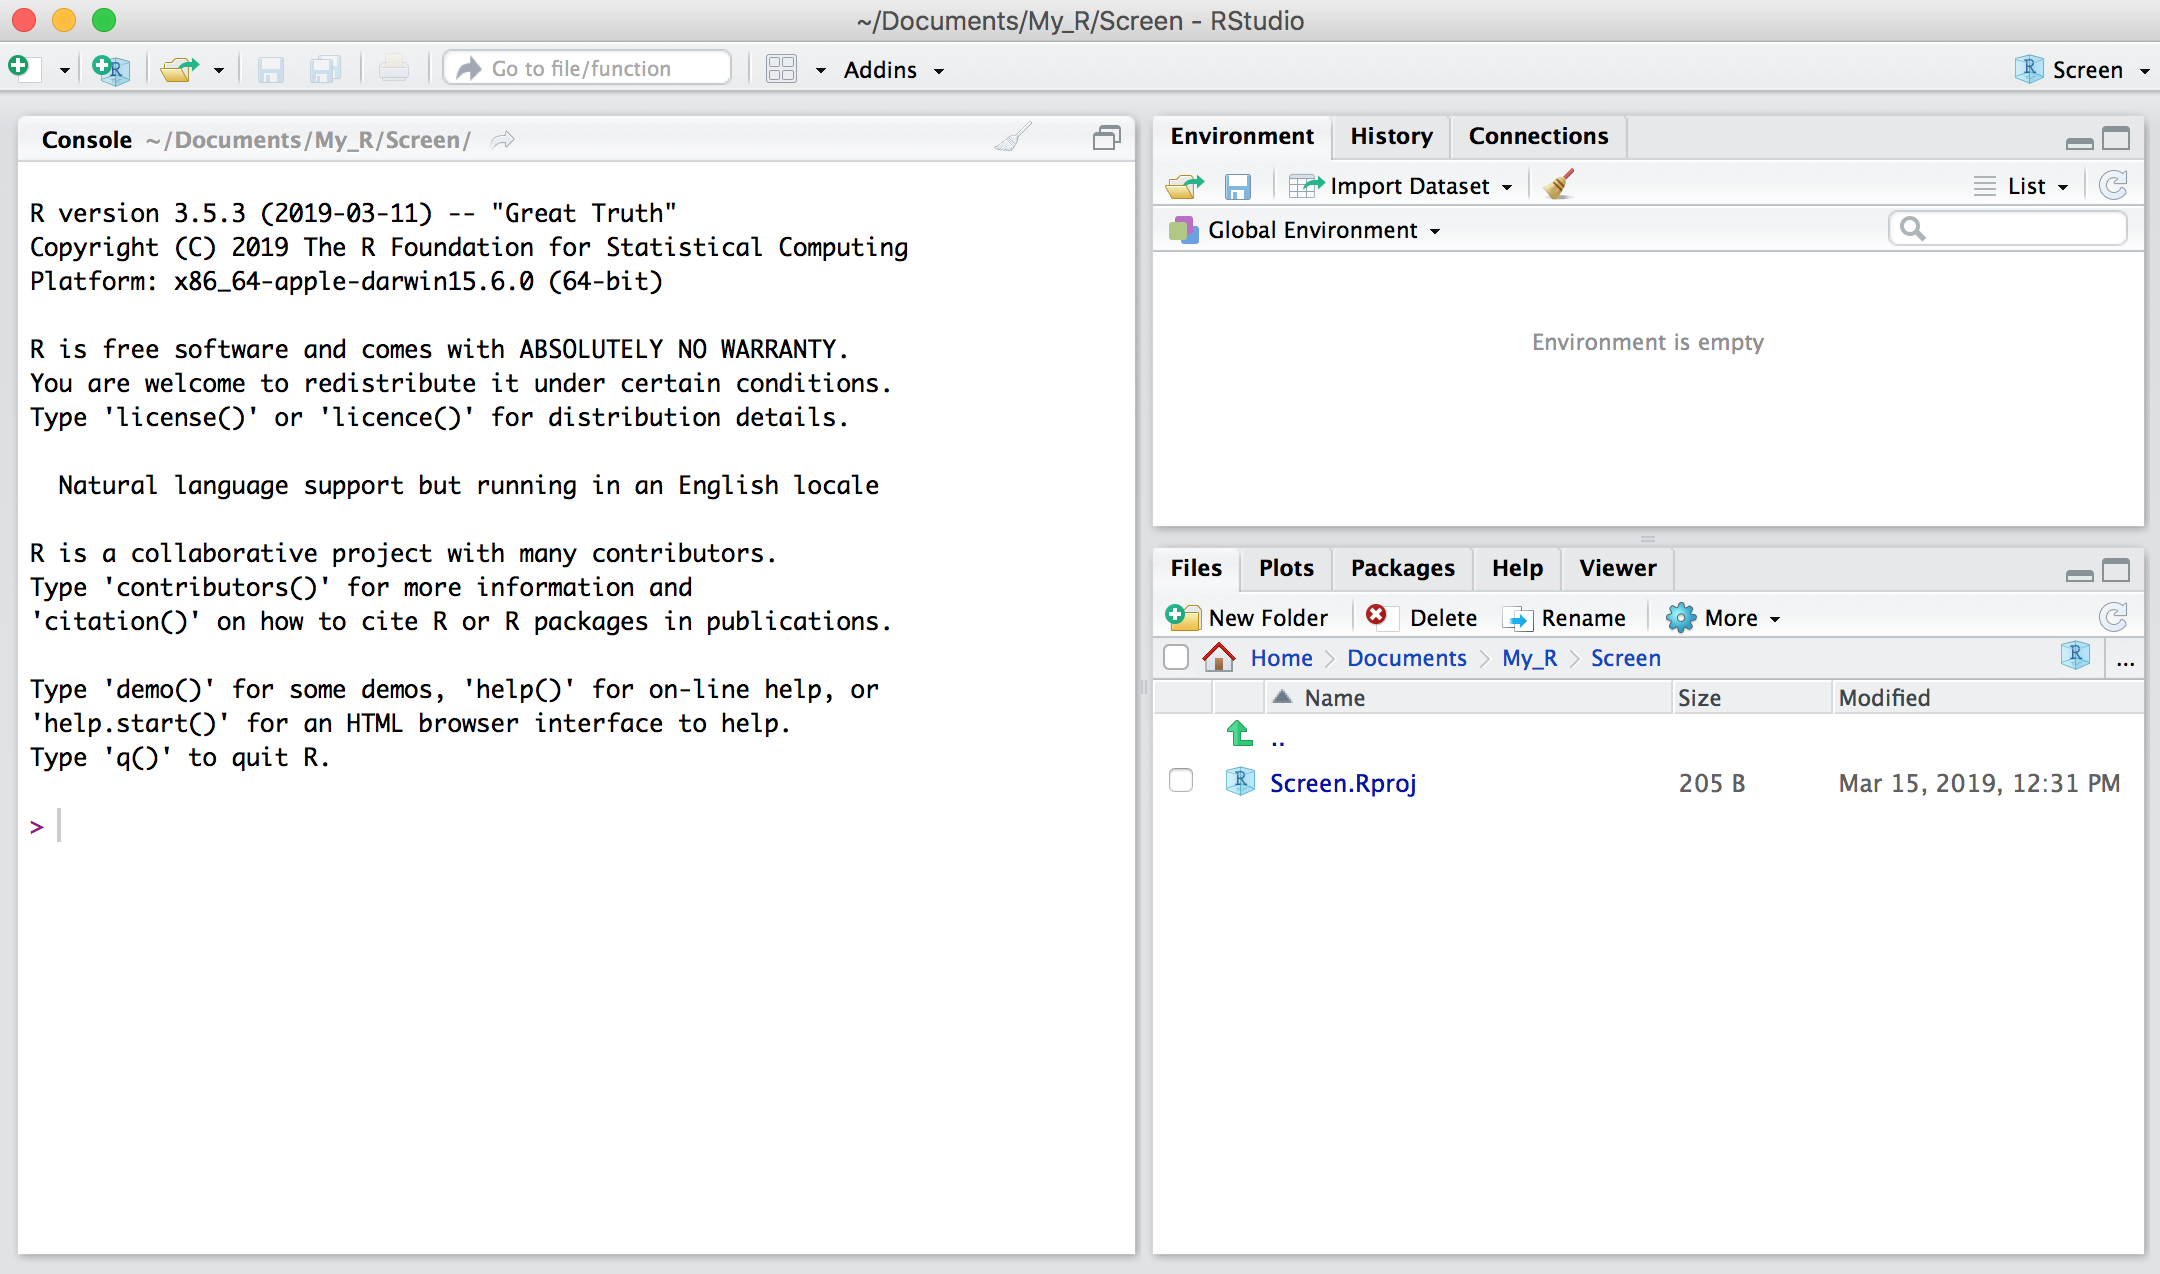 ~/Documents/My_R/Screen - RStudio
Go to file/function
Addins
Screen
Console ~/Documents/My_R/Screen/
R version 3.5.3 (2019-03-11) -- "Great Truth"
Copyright (C) 2019 The R Foundation for Statistical Computing
Platform: x86_64-apple-darwin15.6.0 (64-bit)
R is free software and comes with ABSOLUTELY NO WARRANTY.
You are welcome to redistribute it under certain conditions.
Type 'license()' or 'licence()' for distribution details.
Natural language support but running in an English locale
R is a collaborative project with many contributors.
Type 'contributors()' for more information and
'citation()' on how to cite R or R packages in publications.
Type 'demo()' for some demos, 'help()' for on-line help, or
'help.start()' for an HTML browser interface to help.
Type 'q()' to quit R.
>
Environment History Connections
Import Dataset List
Global Environment
Environment is empty
Files Plots Packages Help Viewer
New Folder Delete Rename More
Home Documents My_R Screen ...
Name Size Modified
..
Screen.Rproj 205 B Mar 15, 2019, 12:31 PM